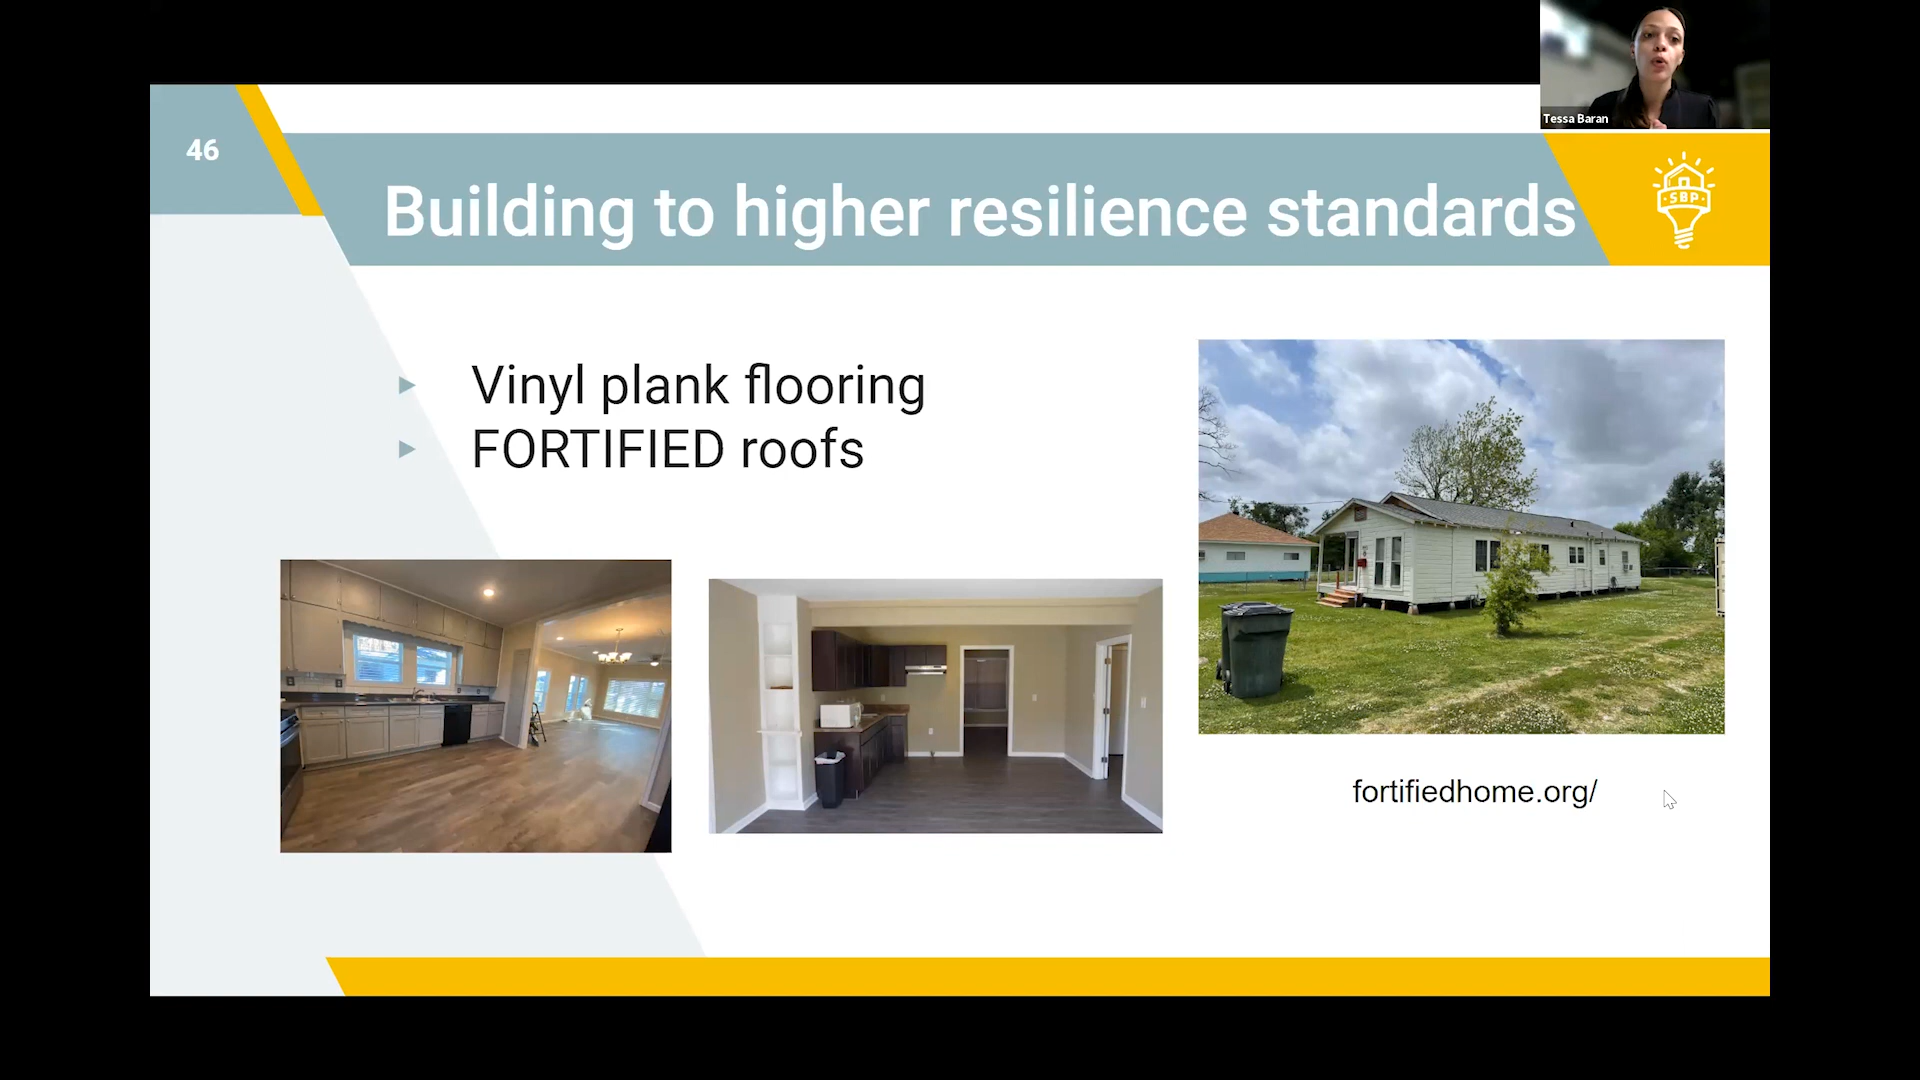 Tessa Baran
46
SBP
Building to higher resilience standards
Vinyl plank flooring
FORTIFIED roofs
fortifiedhome.org/